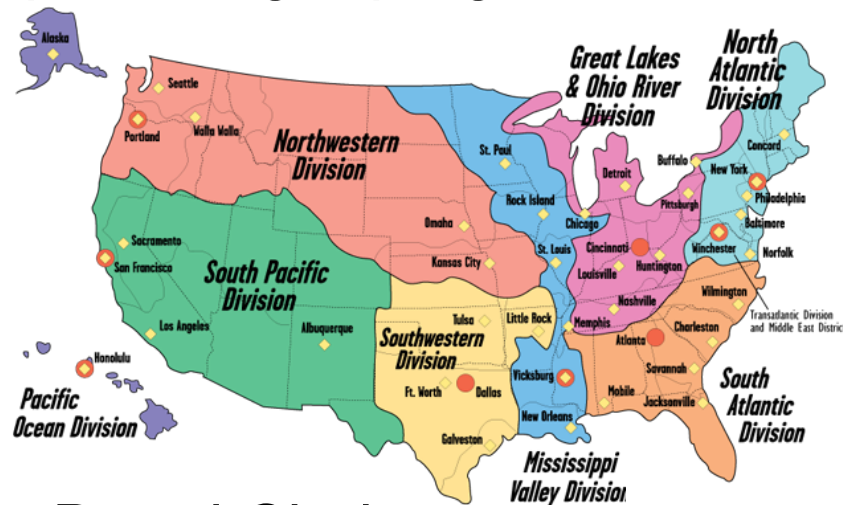 Alaska
Seattle
Portland
Walla Walla
Northwestern
Division
Great Lakes
& Ohio River
Division
North
Atlantic
Division
St. Paul
Detroit
Buffalo
Concord
New York
Philadelphia
Pittsburgh
Rock Island
Chicago
Baltimore
Omaha
Sacramento
San Francisco
South Pacific
Division
Kansas City
St. Louis
Cincinnati
Louisville
Huntington
Winchester
Norfolk
Nashville
Wilmington
Transatlantic Division
and Middle East Distric
Los Angeles
Albuquerque
Tulsa
Little Rock
Memphis
Southwestern
Division
Atlanta
Charleston
Honolulu
Pacific
Ocean Division
Ft. Worth
Dallas
Vicksburg
Savannah
Mobile
Jacksonville
South
Atlantic
Division
New Orleans
Galveston
Mississippi
Valley Division